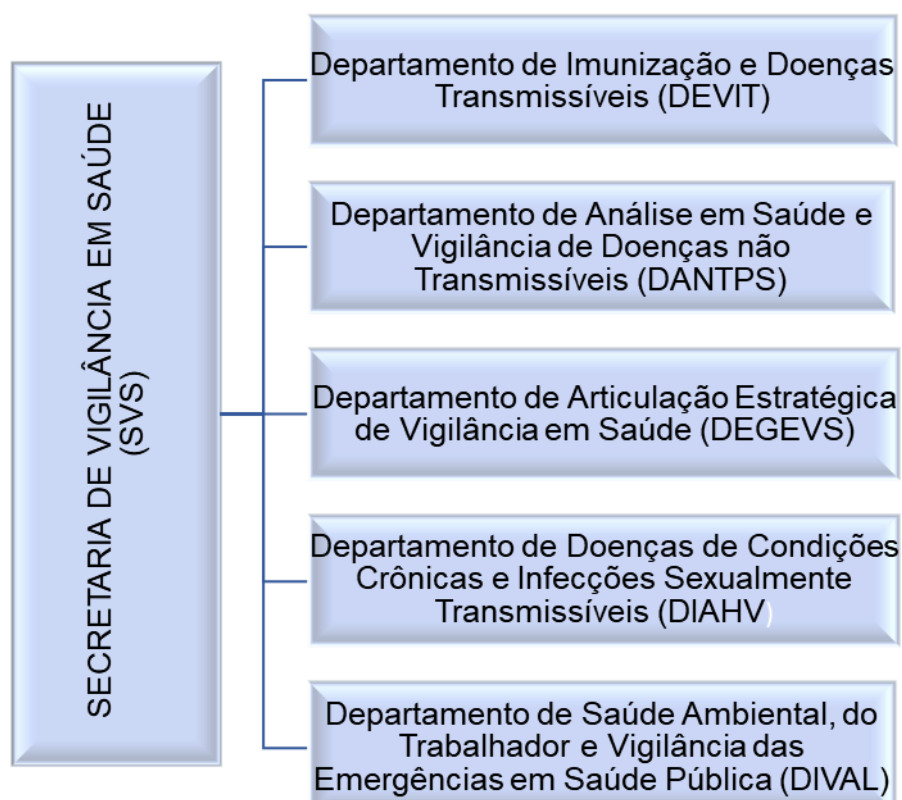 SECRETARIA DE VIGILÂNCIA EM SAÚDE
(SVS)
Departamento de Imunização e Doenças
Transmissíveis (DEVIT)
Departamento de Análise em Saúde e
Vigilância de Doenças não
Transmissíveis (DANTPS)
Departamento de Articulação Estratégica
de Vigilância em Saúde (DEGEVS)
Departamento de Doenças de Condições
Crônicas e Infecções Sexualmente
Transmissíveis (DIAHV)
Departamento de Saúde Ambiental, do
Trabalhador e Vigilância das
Emergências em Saúde Pública (DIVAL)